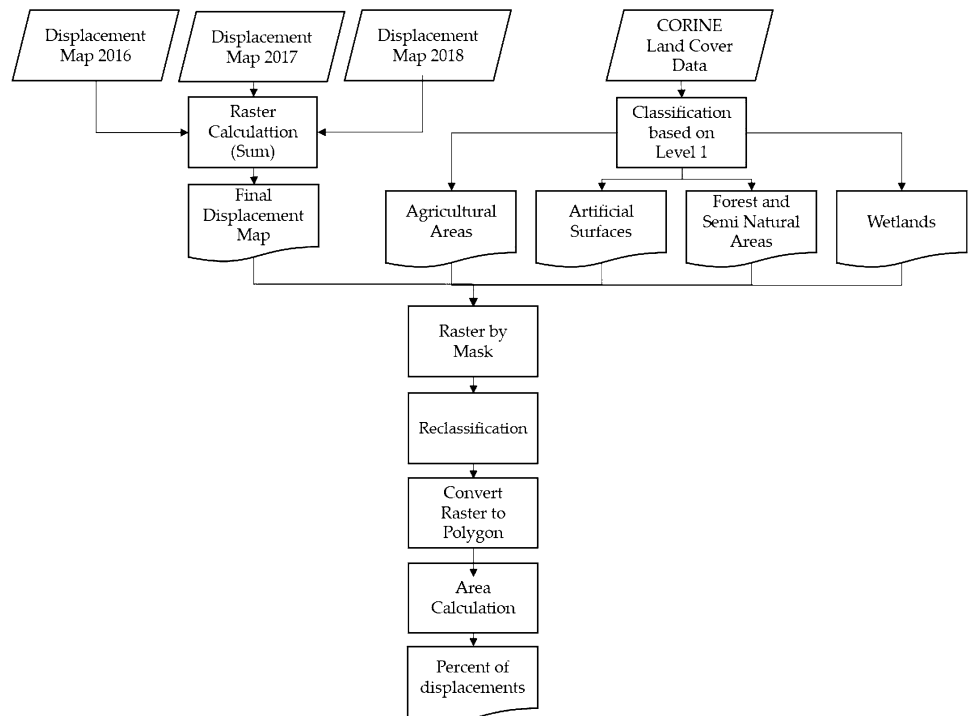 Displacement
Map 2016
Displacement
Map 2017
Displacement
Map 2018
CORINE
Land Cover
Data
Raster
Calculattion
(Sum)
Classification
based on
Level 1
Final
Displacement
Map
Agricultural
Areas
Artificial
Surfaces
Forest and
Semi Natural
Areas
Wetlands
Raster by
Mask
Reclassification
Convert
Raster to
Polygon
Area
Calculation
Percent of
displacements